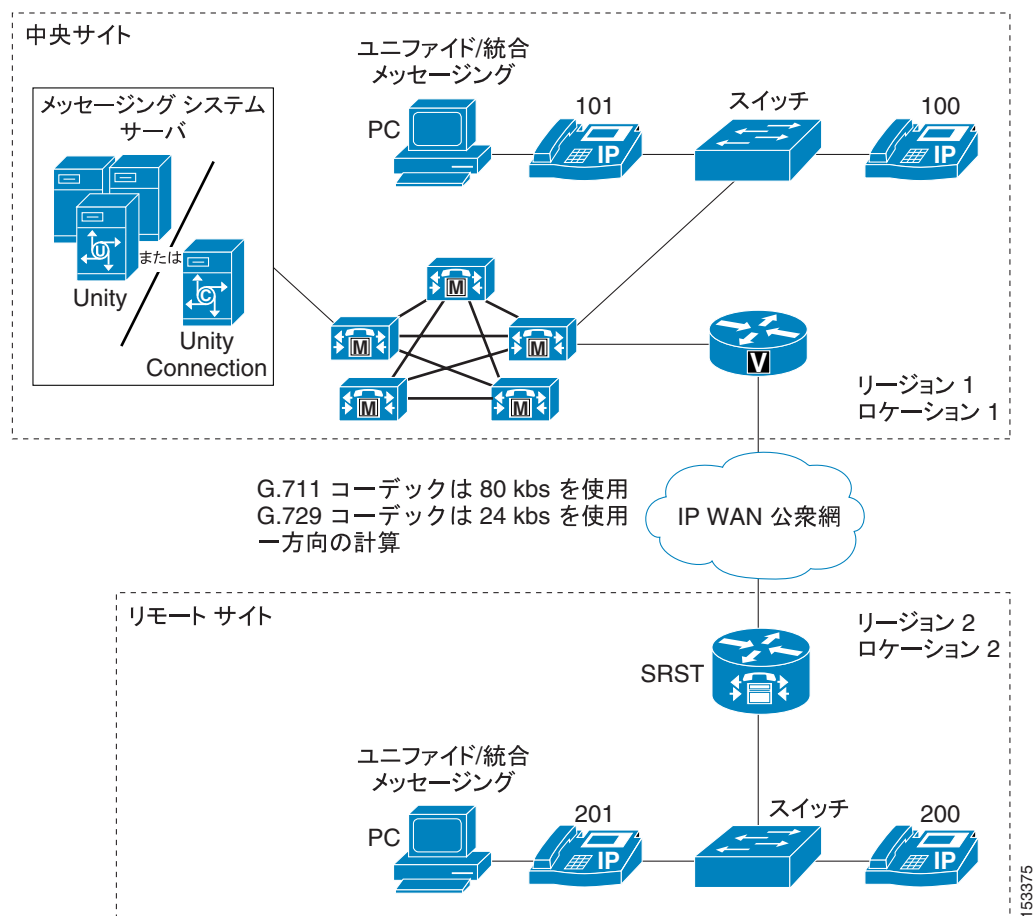 中央サイト
メッセージング システム
サーバ
U
または
Unity
C
Unity
Connection
ユニファイド/統合
メッセージング
PC
101
IP
スイッチ
100
IP
M
M
M
M
M
V
リージョン 1
ロケーション 1
G.711 コーデックは 80 kbs を使用
G.729 コーデックは 24 kbs を使用
一方向の計算
IP WAN 公衆網
リモート サイト
リージョン 2
ロケーション 2
SRST
ユニファイド/統合
メッセージング
PC
201
IP
スイッチ
200
IP
153375